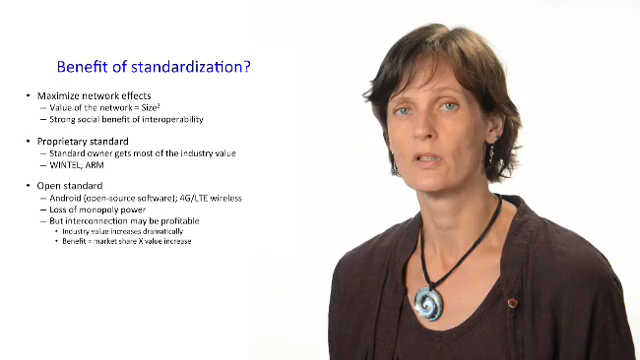 Benefit of standardization?
• Maximize network effects
– Value of the network = Size²
– Strong social benefit of interoperability
• Proprietary standard
– Standard owner gets most of the industry value
– WINTEL; ARM
• Open standard
– Android (open-source software); 4G/LTE wireless
– Loss of monopoly power
– But interconnection may be profitable
• Industry value increases dramatically
• Benefit = market share X value increase